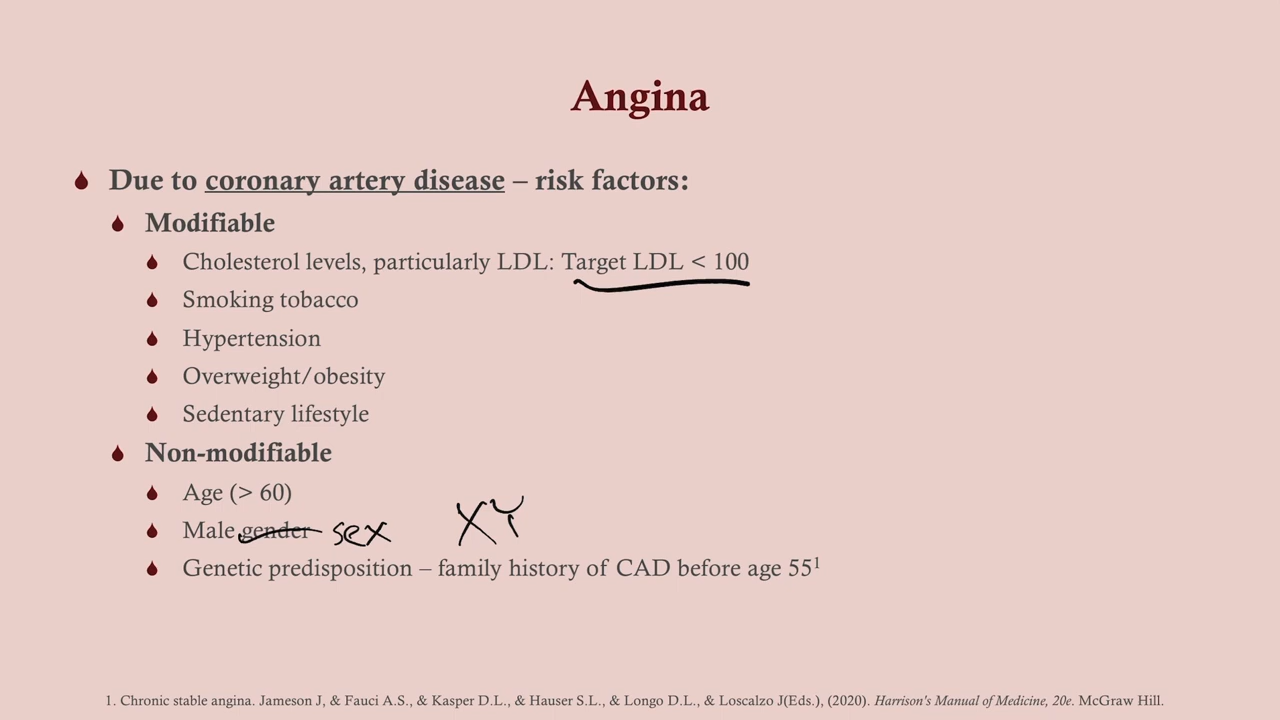 Angina
Due to coronary artery disease – risk factors:
Modifiable
Cholesterol levels, particularly LDL: Target LDL < 100
Smoking tobacco
Hypertension
Overweight/obesity
Sedentary lifestyle
Non-modifiable
Age (> 60)
Male gender sex XY
Genetic predisposition – family history of CAD before age 55¹
1. Chronic stable angina. Jameson J, & Fauci A.S., & Kasper D.L., & Hauser S.L., & Longo D.L., & Loscalzo J(Eds.), (2020). Harrison's Manual of Medicine, 20e. McGraw Hill.